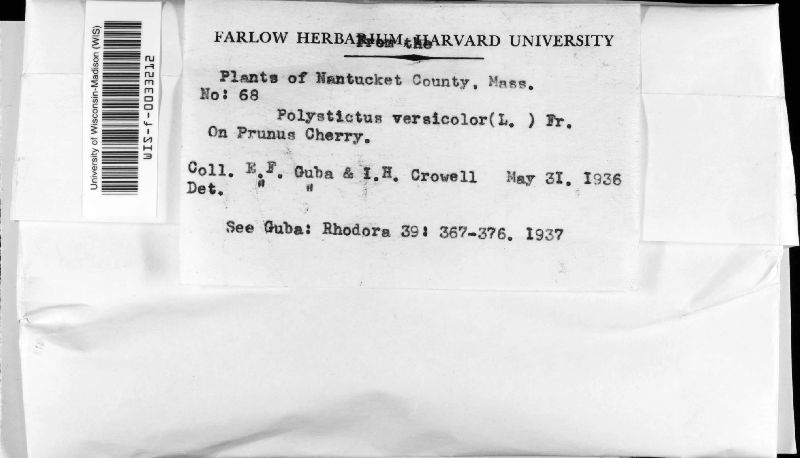 University of Wisconsin-Madison (WIS)
WIS-f-0033212
From the
FARLOW HERBARIUM, HARVARD UNIVERSITY
Plants of Nantucket County, Mass.
No: 68
Polystictus versicolor(L. ) Fr.
On Prunus Cherry.
Coll. E.F. Guba & I.H. Crowell May 31. 1936
Det. " "
See Guba: Rhodora 39: 367-376. 1937